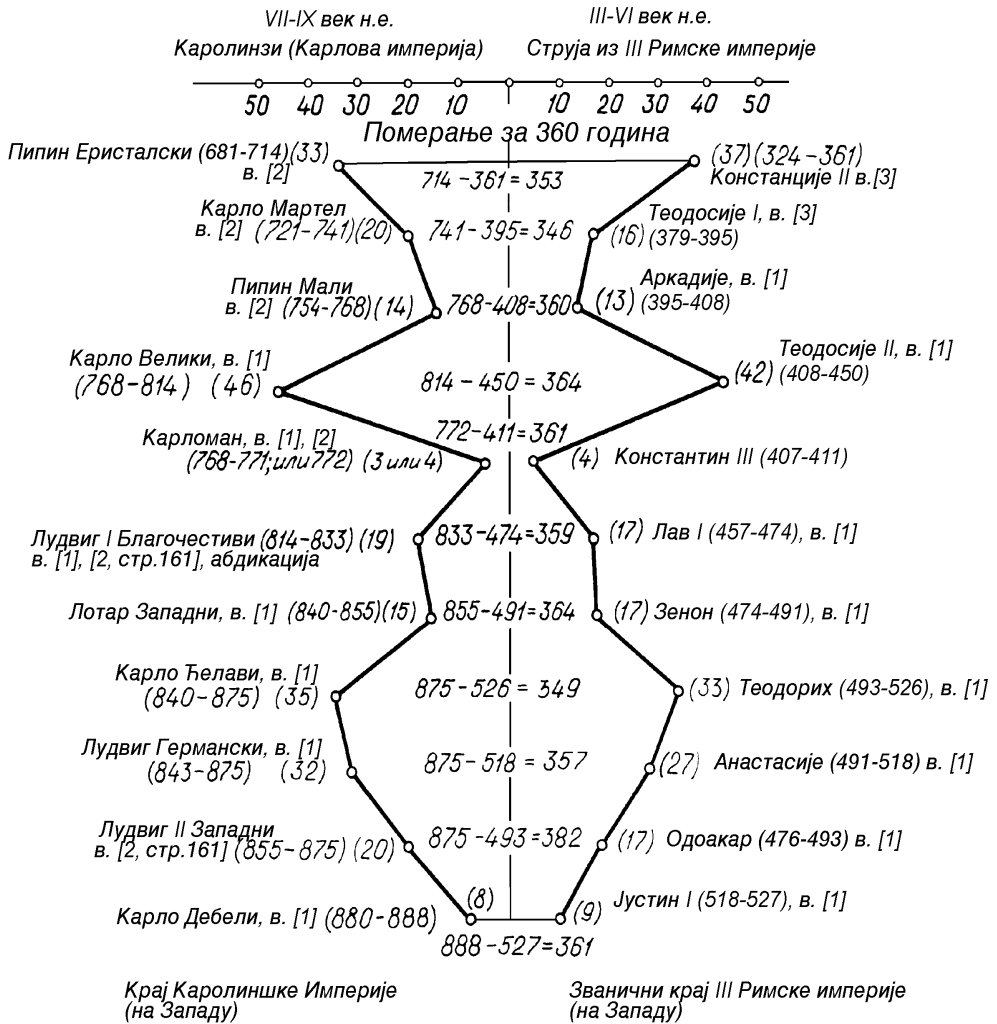 VII-IX век н.е.
III-VI век н.е.
Каролинзи (Карлова империја)
Струја из III Римске империје
50 40 30 20 10 10 20 30 40 50
Померање за 360 година
Пипин Еристалски (681-714)(33)
в. [2]
714-361=353
(37)(324-361)
Констанције II в.[3]
Карло Мартел
в. [2] (721-741)(20)
741-395=346
Теодосије I, в. [3]
(16) (379-395)
Пипин Мали
в. [2] (754-768)(14)
768-408=360
Аркадије, в. [1]
(13) (395-408)
Карло Велики, в. [1]
(768-814) (46)
814-450=364
Теодосије II, в. [1]
(42) (408-450)
Карломан, в. [1], [2]
(768-771;или772) (3 или 4)
772-411=361
(4) Константин III (407-411)
Лудвиг I Благочестиви (814-833) (19)
в. [1], [2, стр.161], абдикација
833-474=359
(17) Лав I (457-474), в. [1]
Лотар Западни, в. [1] (840-855)(15)
855-491=364
(17) Зенон (474-491), в. [1]
Карло Ћелави, в. [1]
(840-875) (35)
875-526=349
(33) Теодорих (493-526), в. [1]
Лудвиг Германски, в. [1]
(843-875) (32)
875-518=357
(27) Анастасије (491-518) в. [1]
Лудвиг II Западни
в. [2, стр.161] (855-875) (20)
875-493=382
(17) Одоакар (476-493) в. [1]
Карло Дебели, в. [1] (880-888)
(8)
(9)
Јустин I (518-527), в. [1]
888-527=361
Крај Каролиншке Империје
(на Западу)
Званични крај III Римске империје
(на Западу)